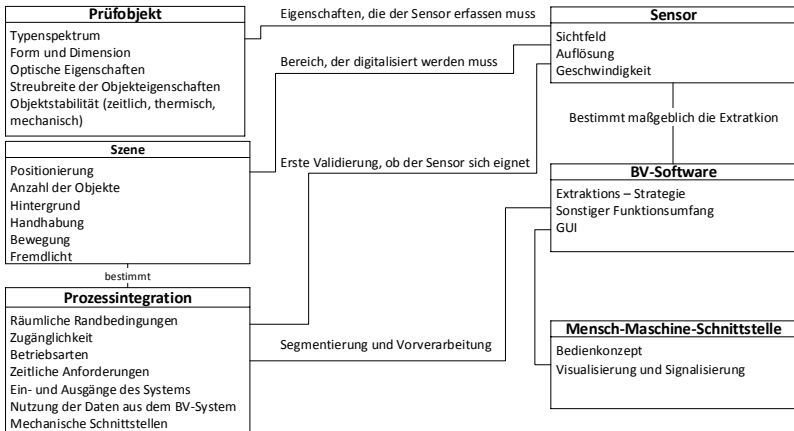 Prüfobjekt
Typenspektrum
Form und Dimension
Optische Eigenschaften
Streubreite der Objekteigenschaften
Objektstabilität (zeitlich, thermisch,
mechanisch)
Eigenschaften, die der Sensor erfassen muss
Sensor
Sichtfeld
Auflösung
Geschwindigkeit
Bereich, der digitalisiert werden muss
Bestimmt maßgeblich die Extratkion
Szene
Positionierung
Anzahl der Objekte
Hintergrund
Handhabung
Bewegung
Fremdlicht
Erste Validierung, ob der Sensor sich eignet
BV-Software
Extraktions – Strategie
Sonstiger Funktionsumfang
GUI
bestimmt
Prozessintegration
Räumliche Randbedingungen
Zugänglichkeit
Betriebsarten
Zeitliche Anforderungen
Ein- und Ausgänge des Systems
Nutzung der Daten aus dem BV-System
Mechanische Schnittstellen
Segmentierung und Vorverarbeitung
Mensch-Maschine-Schnittstelle
Bedienkonzept
Visualisierung und Signalisierung